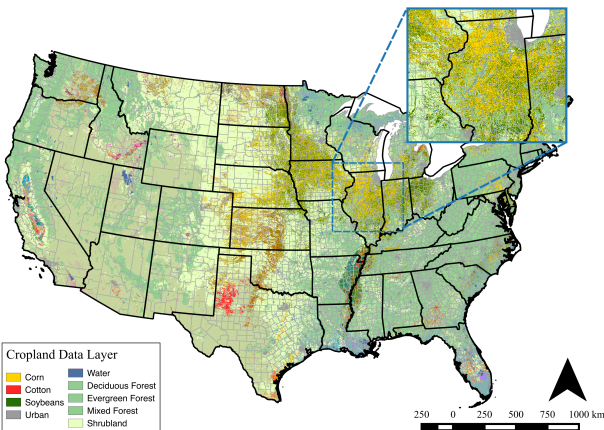 Cropland Data Layer
Corn
Cotton
Soybeans
Urban
Water
Deciduous Forest
Evergreen Forest
Mixed Forest
Shrubland
250 0 250 500 750 1000 km